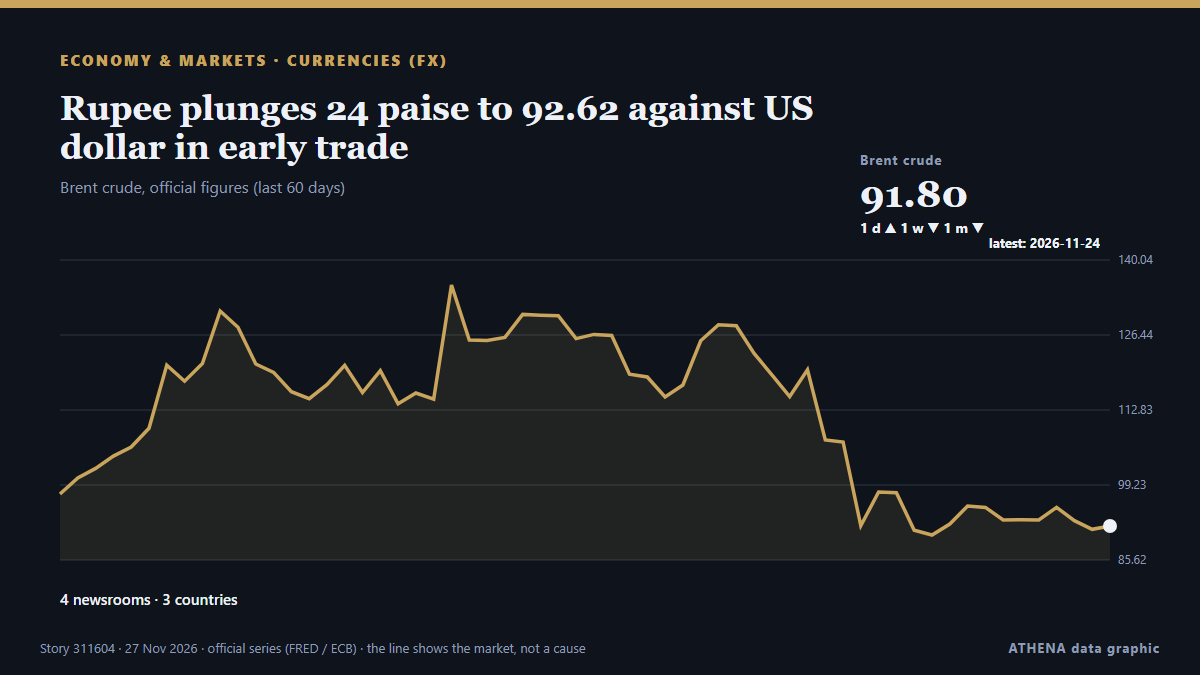 ECONOMY & MARKETS · CURRENCIES (FX)
Rupee plunges 24 paise to 92.62 against US
dollar in early trade
Brent crude, official figures (last 60 days)
Brent crude
91.80
1 d ▲ 1 w ▼ 1 m ▼
latest: 2026-11-24
140.04
126.44
112.83
99.23
85.62
4 newsrooms · 3 countries
Story 311604 · 27 Nov 2026 · official series (FRED / ECB) · the line shows the market, not a cause
ATHENA data graphic